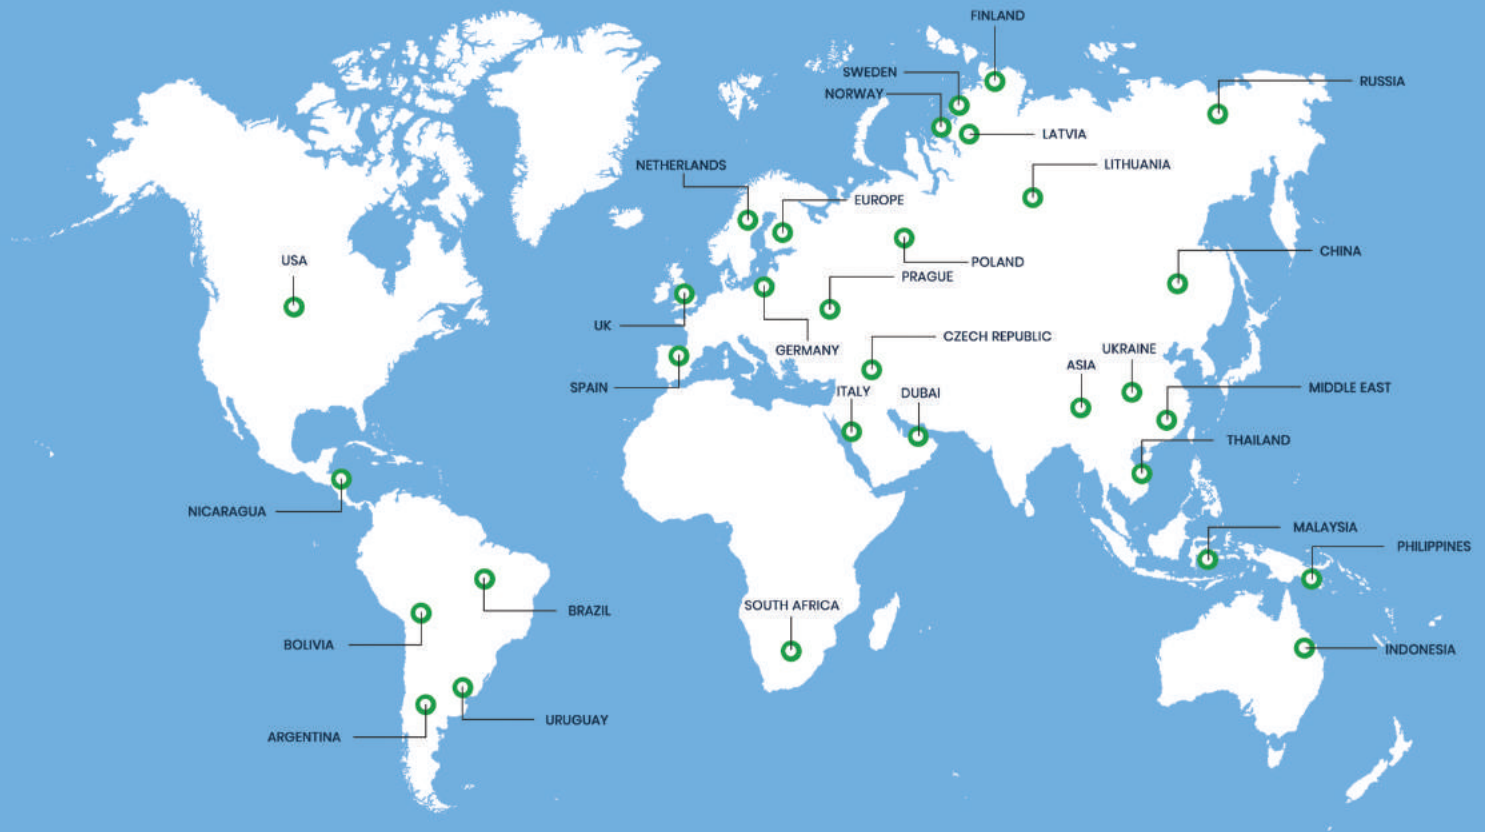 FINLAND
SWEDEN
RUSSIA
NORWAY
LATVIA
NETHERLANDS
LITHUANIA
EUROPE
USA
CHINA
POLAND
PRAGUE
UK
CZECH REPUBLIC
GERMANY
UKRAINE
ASIA
SPAIN
MIDDLE EAST
ITALY
DUBAI
THAILAND
NICARAGUA
MALAYSIA
PHILIPPINES
SOUTH AFRICA
BRAZIL
BOLIVIA
INDONESIA
URUGUAY
ARGENTINA